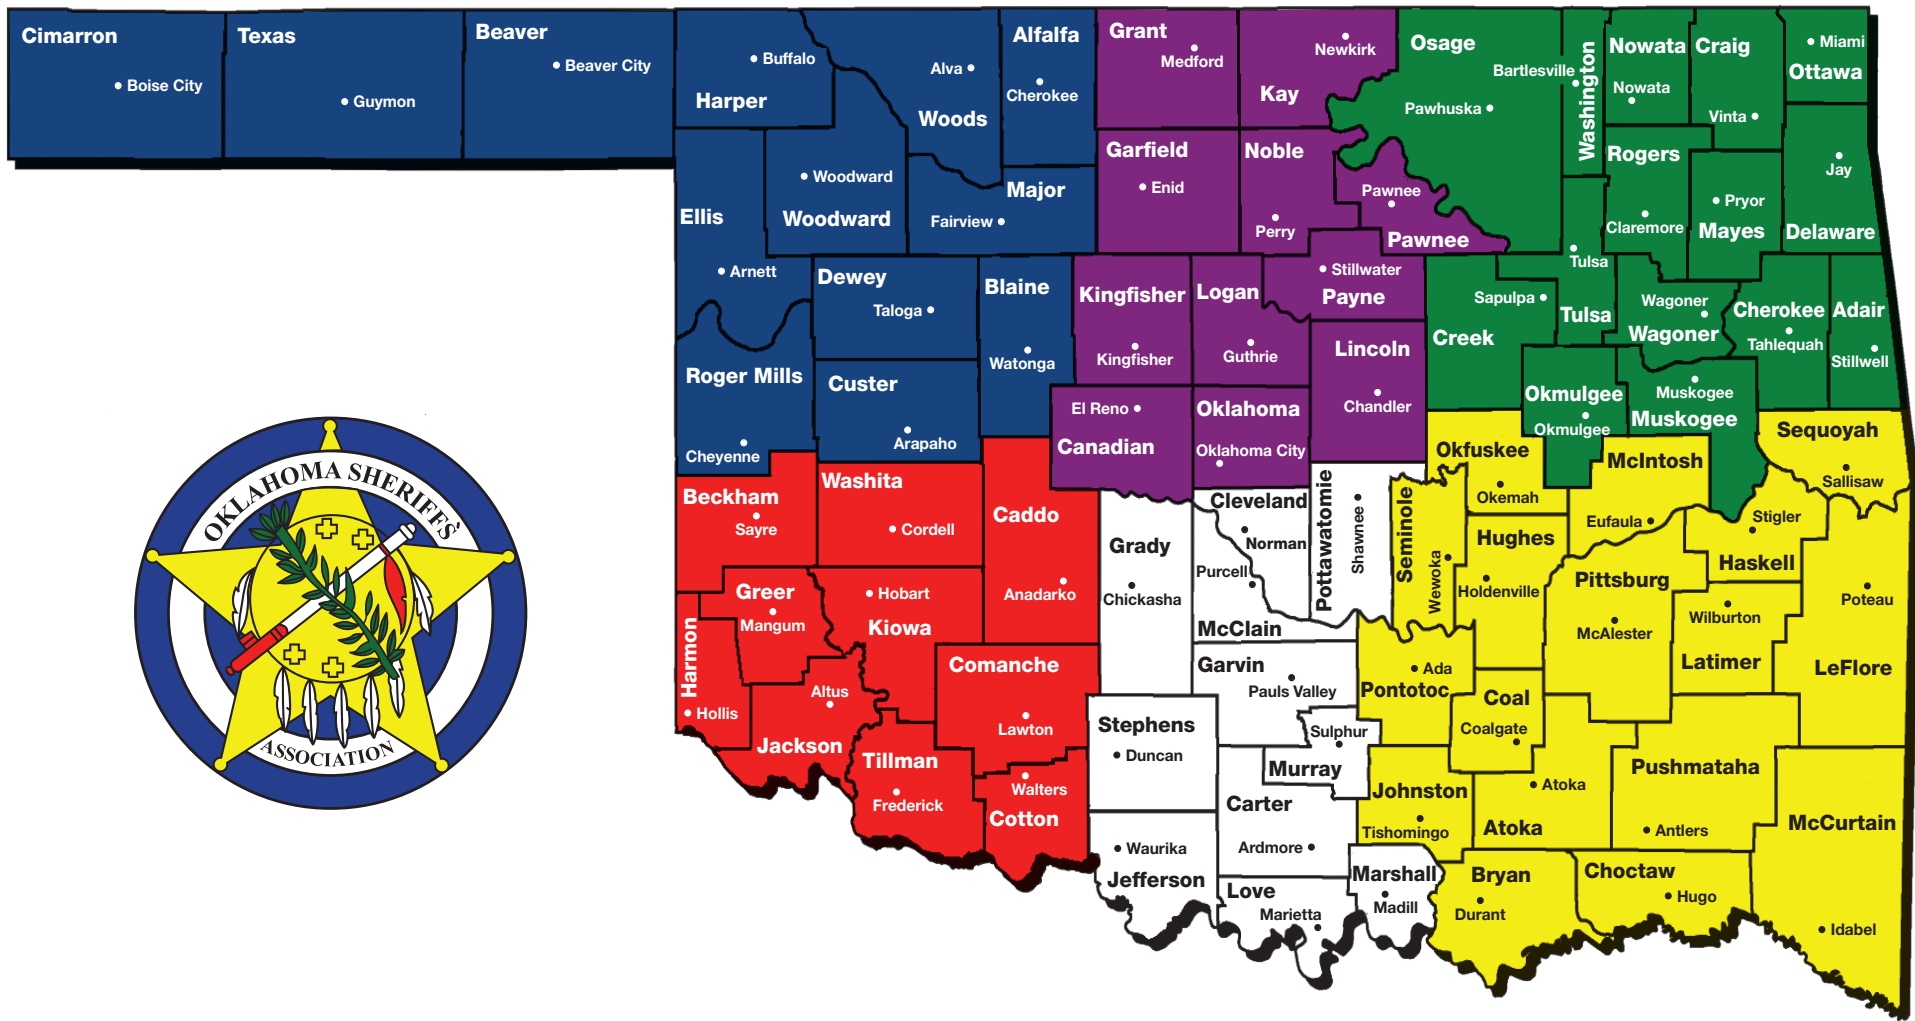 Cimarron
Boise City
Texas
Guymon
Beaver
Beaver City
Buffalo
Harper
Alva
Woods
Alfalfa
Cherokee
Grant
Medford
Newkirk
Kay
Osage
Bartlesville
Pawhuska
Washington
Nowata
Nowata
Craig
Vinta
Miami
Ottawa
Ellis
Arnett
Woodward
Woodward
Major
Fairview
Garfield
Enid
Noble
Perry
Pawnee
Pawnee
Rogers
Claremore
Pryor
Mayes
Jay
Delaware
Dewey
Taloga
Blaine
Watonga
Kingfisher
Kingfisher
Logan
Guthrie
Stillwater
Payne
Lincoln
Chandler
Sapulpa
Creek
Tulsa
Tulsa
Wagoner
Wagoner
Cherokee
Tahlequah
Adair
Stillwell
Roger Mills
Cheyenne
Custer
Arapaho
El Reno
Canadian
Oklahoma
Oklahoma City
Okmulgee
Okmulgee
Muskogee
Muskogee
OKLAHOMA SHERIFFS'
ASSOCIATION
Beckham
Sayre
Washita
Cordell
Caddo
Anadarko
Grady
Chickasha
Cleveland
Norman
Purcell
McClain
Pottawatomie
Shawnee
Seminole
Wewoka
Okfuskee
Okemah
McIntosh
Eufaula
Sequoyah
Sallisaw
Stigler
Haskell
Hughes
Holdenville
Pittsburg
McAlester
Wilburton
Latimer
Poteau
LeFlore
Harmon
Hollis
Greer
Mangum
Hobart
Kiowa
Altus
Jackson
Comanche
Lawton
Tillman
Frederick
Walters
Cotton
Stephens
Duncan
Garvin
Pauls Valley
Sulphur
Murray
Ada
Pontotoc
Coal
Coalgate
Carter
Ardmore
Johnston
Tishomingo
Atoka
Atoka
Pushmataha
Antlers
McCurtain
Idabel
Waurika
Jefferson
Love
Marietta
Marshall
Madill
Bryan
Durant
Choctaw
Hugo